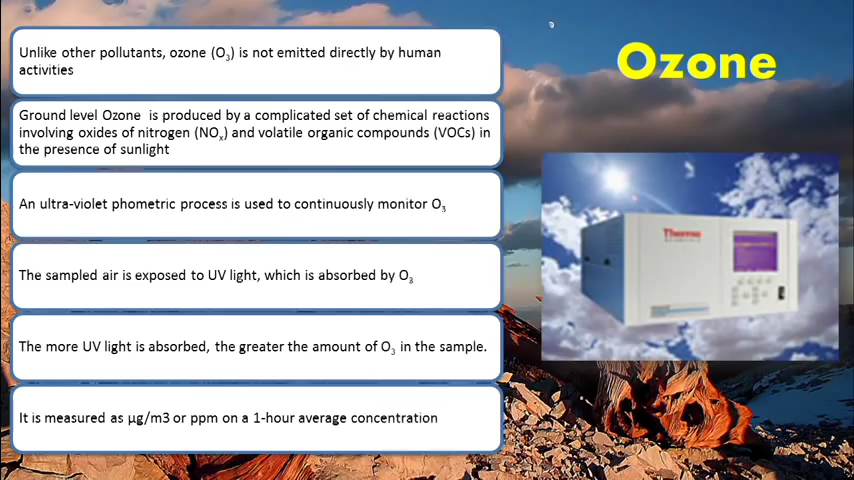 Ozone
Unlike other pollutants, ozone (O₃) is not emitted directly by human
activities
Ground level Ozone is produced by a complicated set of chemical reactions
involving oxides of nitrogen (NOₓ) and volatile organic compounds (VOCs) in
the presence of sunlight
An ultra-violet phometric process is used to continuously monitor O₃
The sampled air is exposed to UV light, which is absorbed by O₃
The more UV light is absorbed, the greater the amount of O₃ in the sample.
It is measured as µg/m3 or ppm on a 1-hour average concentration
Thermo